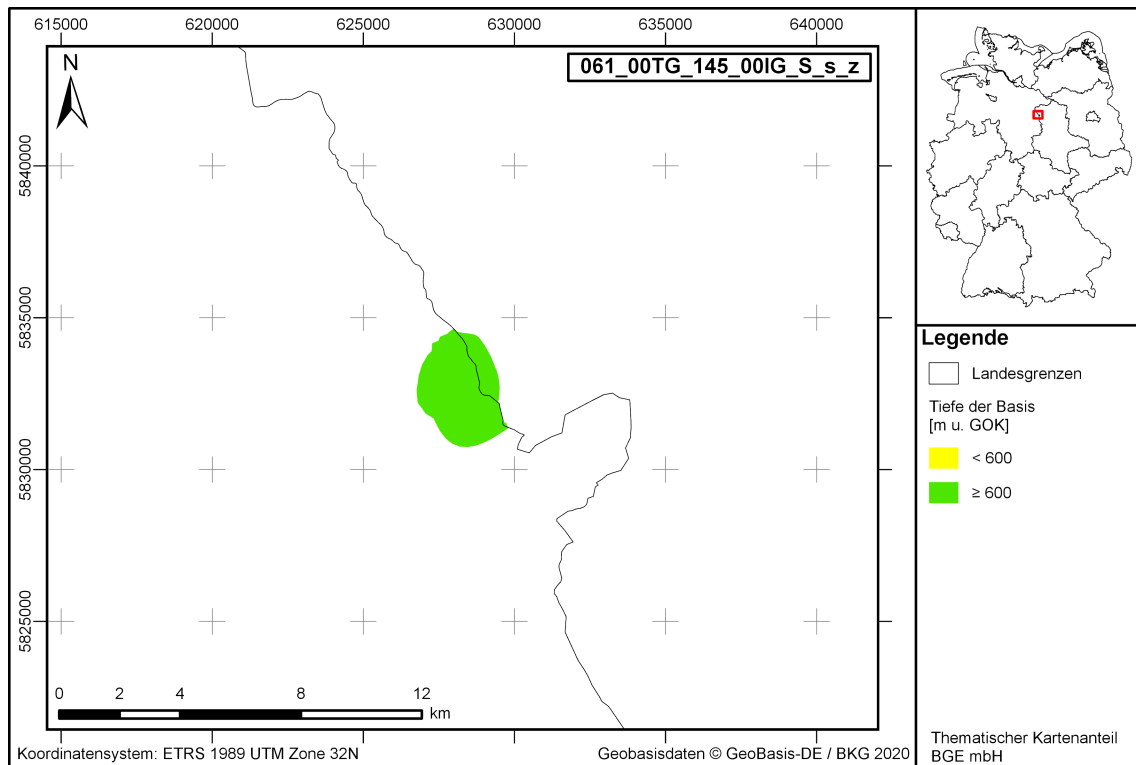 615000 620000 625000 630000 635000 640000
061_00TG_145_00IG_S_s_z
N
5840000
5835000
5830000
5825000
0 2 4 8 12
km
Koordinatensystem: ETRS 1989 UTM Zone 32N
Geobasisdaten © GeoBasis-DE / BKG 2020
Legende
Landesgrenzen
Tiefe der Basis
[m u. GOK]
< 600
≥ 600
Thematischer Kartenanteil
BGE mbH